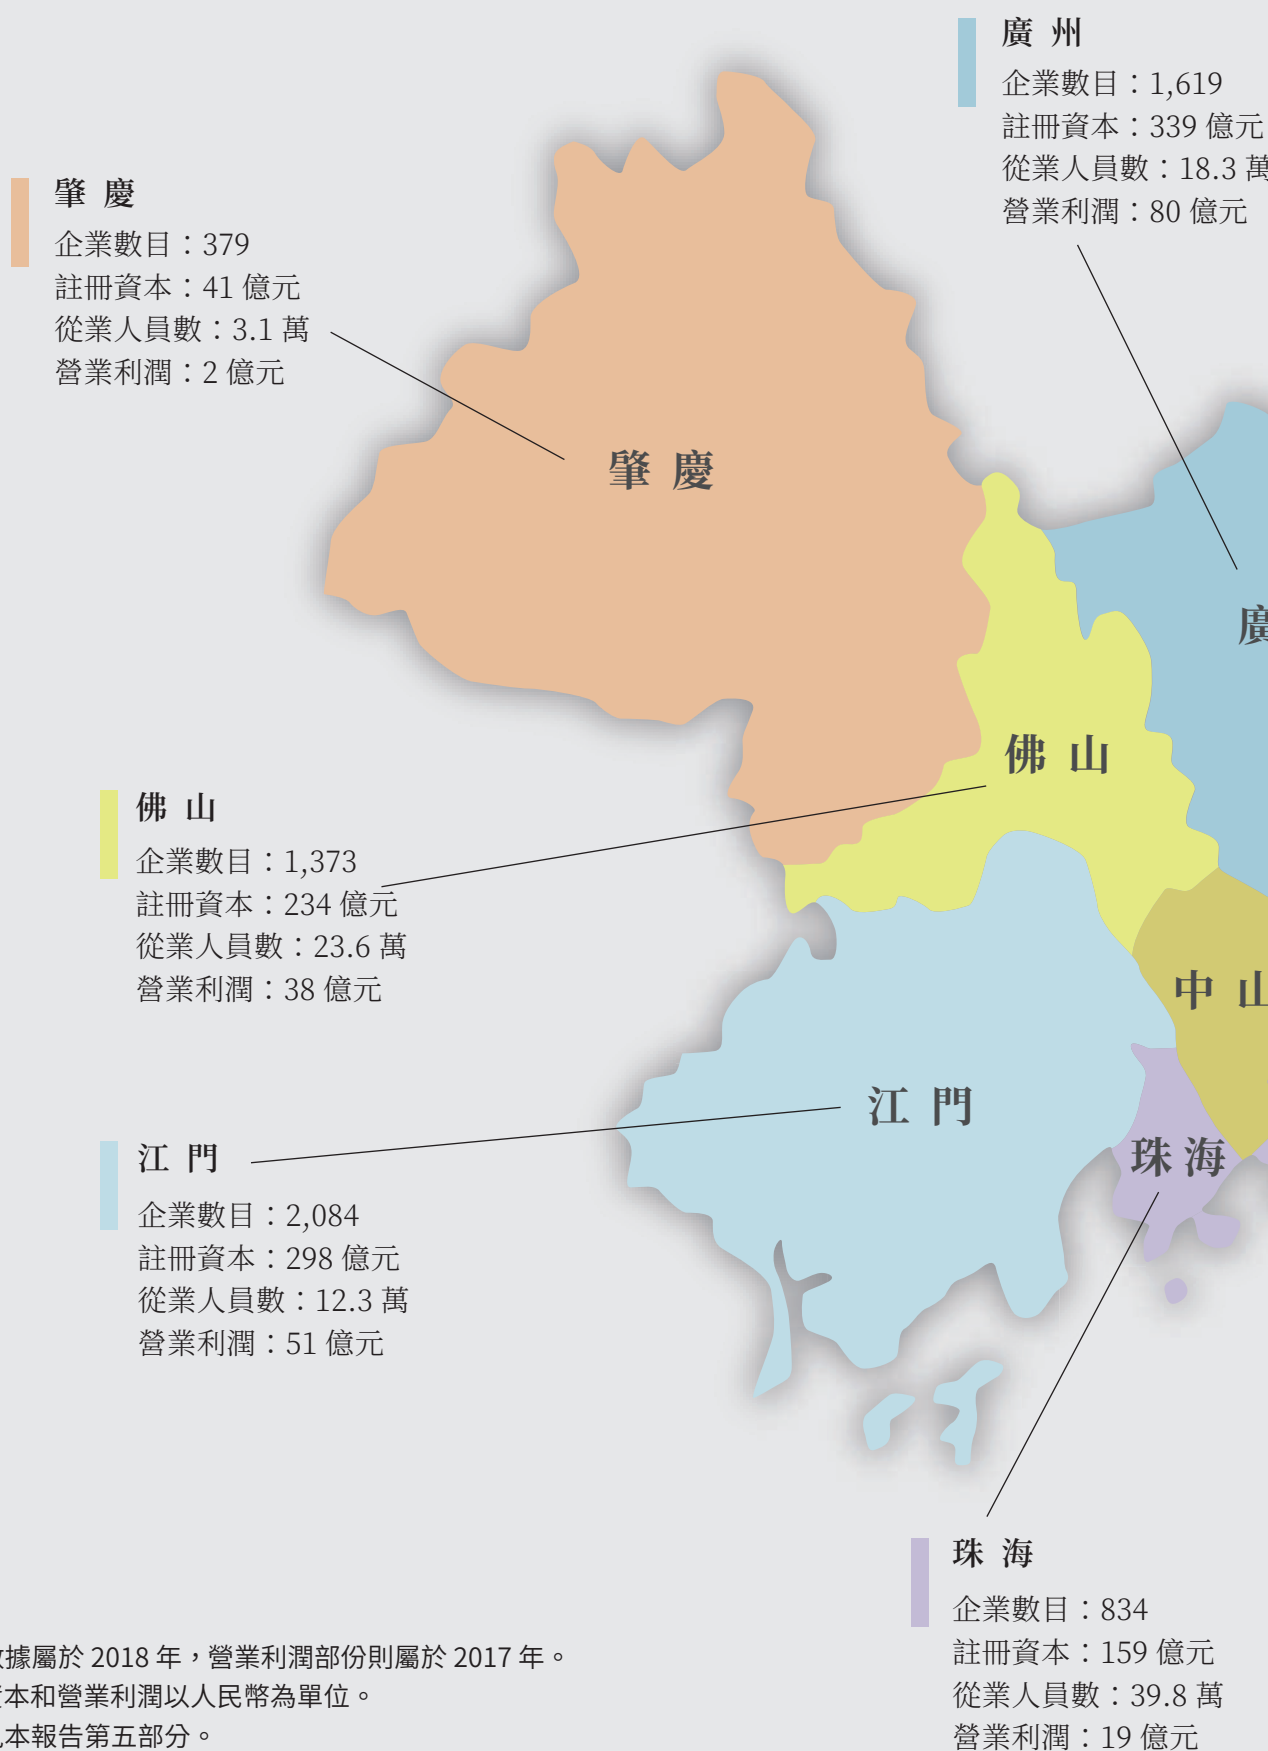 廣州
企業數目：1,619
註冊資本：339 億元
從業人員數：18.3 萬
營業利潤：80 億元
肇慶
企業數目：379
註冊資本：41 億元
從業人員數：3.1 萬
營業利潤：2 億元
肇慶
佛山
佛山
企業數目：1,373
註冊資本：234 億元
從業人員數：23.6 萬
營業利潤：38 億元
中山
江門
江門
企業數目：2,084
註冊資本：298 億元
從業人員數：12.3 萬
營業利潤：51 億元
珠海
珠海
企業數目：834
註冊資本：159 億元
從業人員數：39.8 萬
營業利潤：19 億元
據屬於 2018 年，營業利潤部份則屬於 2017 年。
本和營業利潤以人民幣為單位。
本報告第五部分。